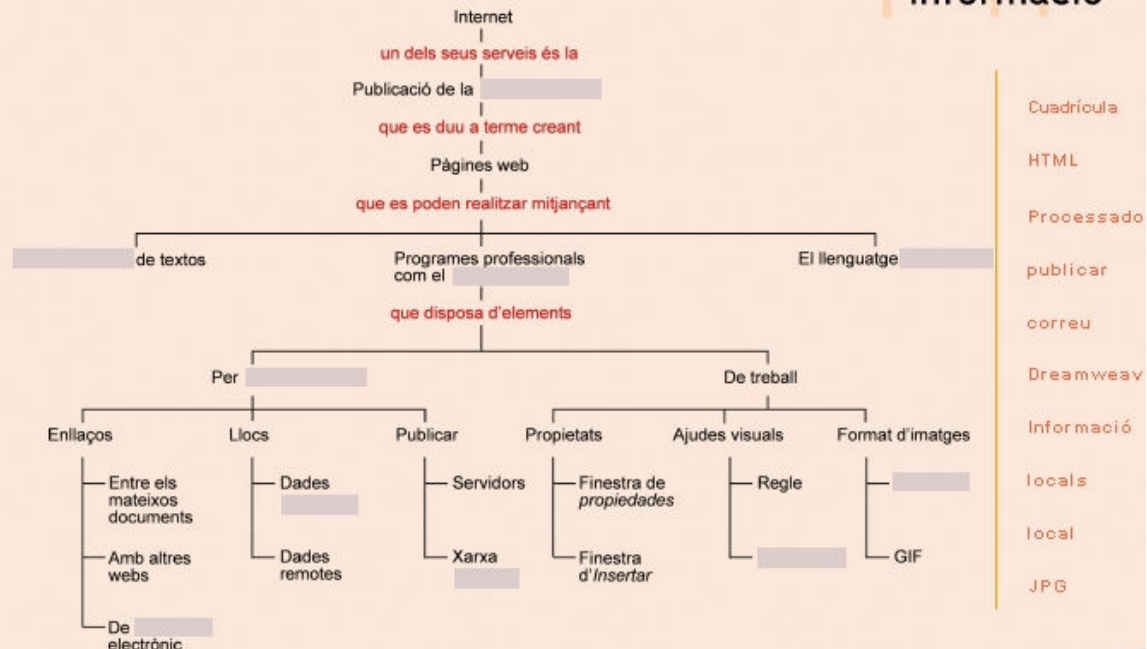 Internet
un dels seus serveis és la
Publicació de la
que es duu a terme creant
Pàgines web
que es poden realitzar mitjançant
de textos
Programes professionals
com el
El llenguatge
que disposa d'elements
Per
De treball
Enllaços
Llocs
Publicar
Propietats
Ajudes visuals
Format d'imatges
Entre els
mateixos
documents
Amb altres
webs
De
electrònic
Dades
Dades
remotes
Servidors
Xarxa
Finestra de
propiedades
Finestra
d'Insertar
Regle
GIF
Cuadrícula
HTML
Processado
publicar
correu
Dreamweav
Informació
locals
local
JPG